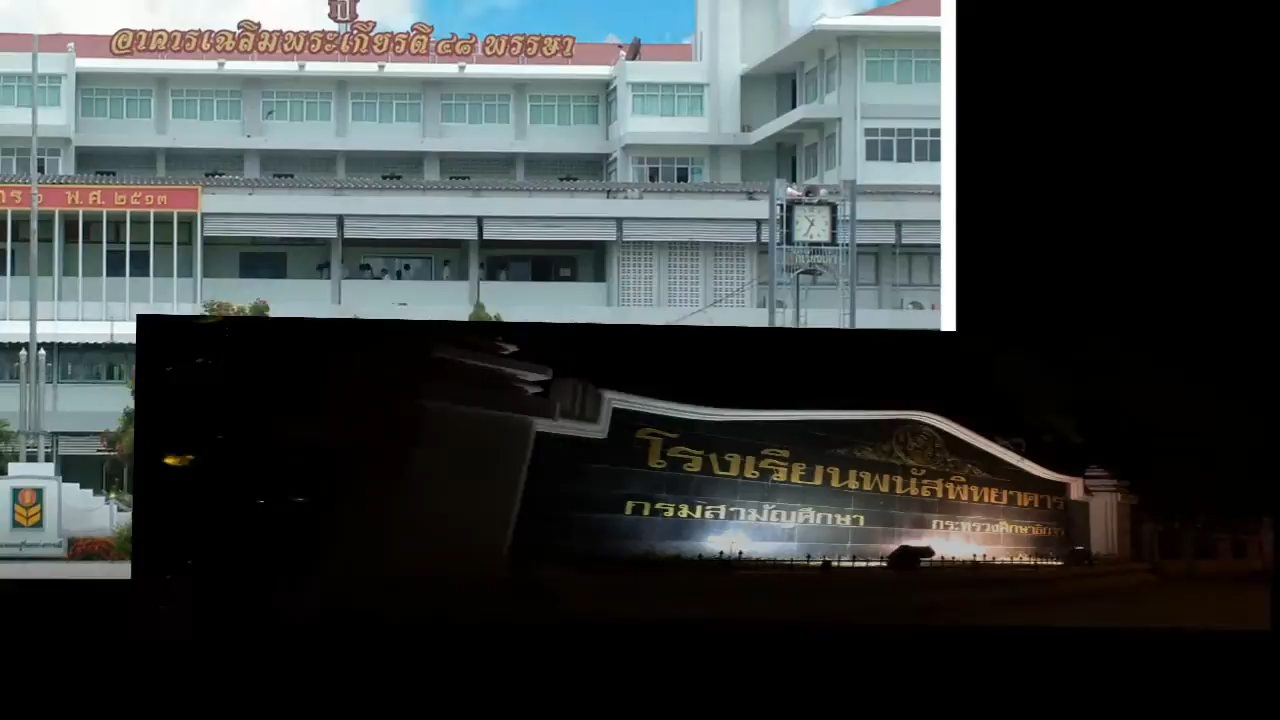 อาคารเฉลิมพระเกียรติ ๔๘ พรรษา
พ.ศ. ๒๕๑๓
โรงเรียนพนัสพิทยาคาร
กรมสามัญศึกษา
กระทรวงศึกษาธิการ